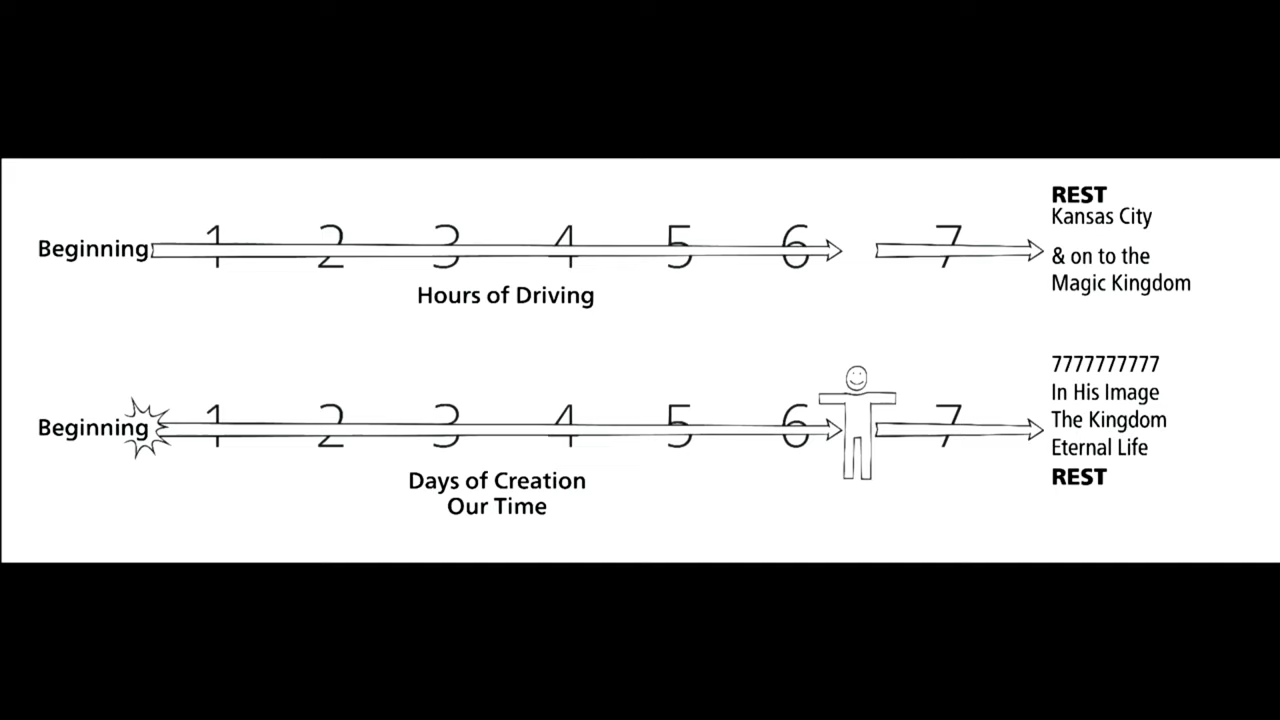 Beginning 1 2 3 4 5 6 7
Hours of Driving
REST
Kansas City
& on to the
Magic Kingdom
Beginning 1 2 3 4 5 6 7
Days of Creation
Our Time
7777777777
In His Image
The Kingdom
Eternal Life
REST